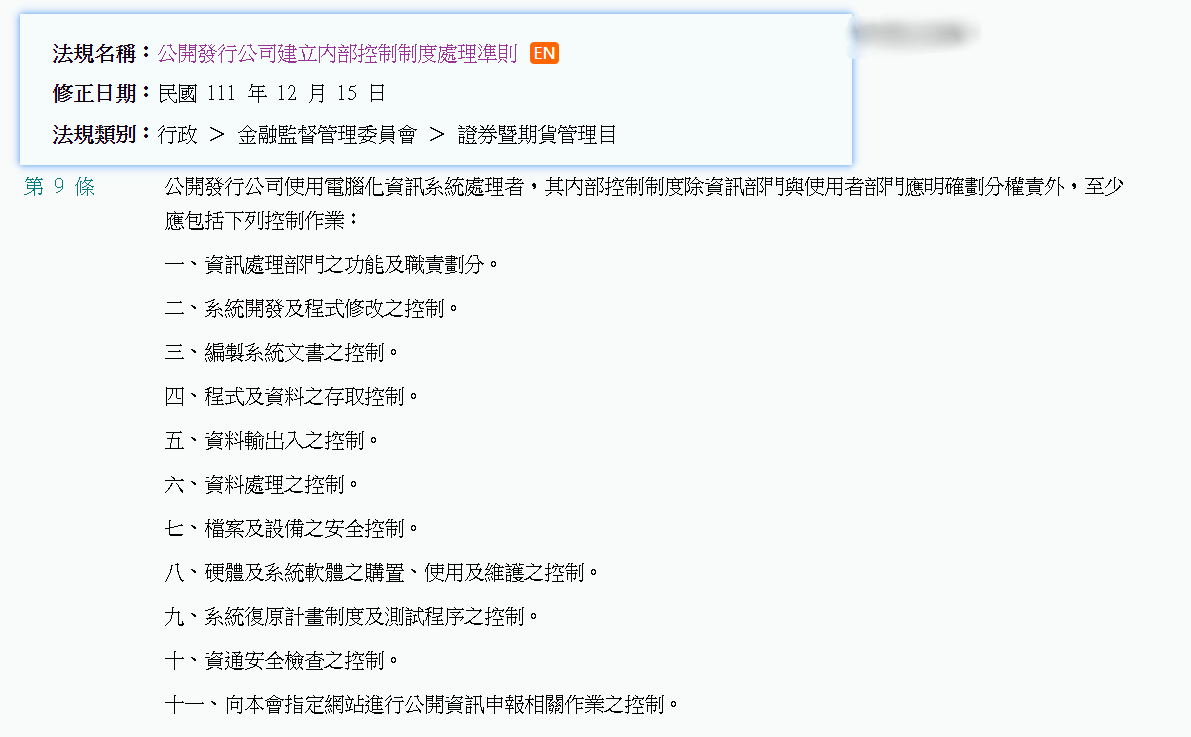 法規名稱：公開發行公司建立內部控制制度處理準則 EN
修正日期：民國 111 年 12 月 15 日
法規類別：行政 ＞ 金融監督管理委員會 ＞ 證券暨期貨管理目
第 9 條
公開發行公司使用電腦化資訊系統處理者，其內部控制制度除資訊部門與使用者部門應明確劃分權責外，至少
應包括下列控制作業：
一、資訊處理部門之功能及職責劃分。
二、系統開發及程式修改之控制。
三、編製系統文書之控制。
四、程式及資料之存取控制。
五、資料輸出入之控制。
六、資料處理之控制。
七、檔案及設備之安全控制。
八、硬體及系統軟體之購置、使用及維護之控制。
九、系統復原計畫制度及測試程序之控制。
十、資通安全檢查之控制。
十一、向本會指定網站進行公開資訊申報相關作業之控制。